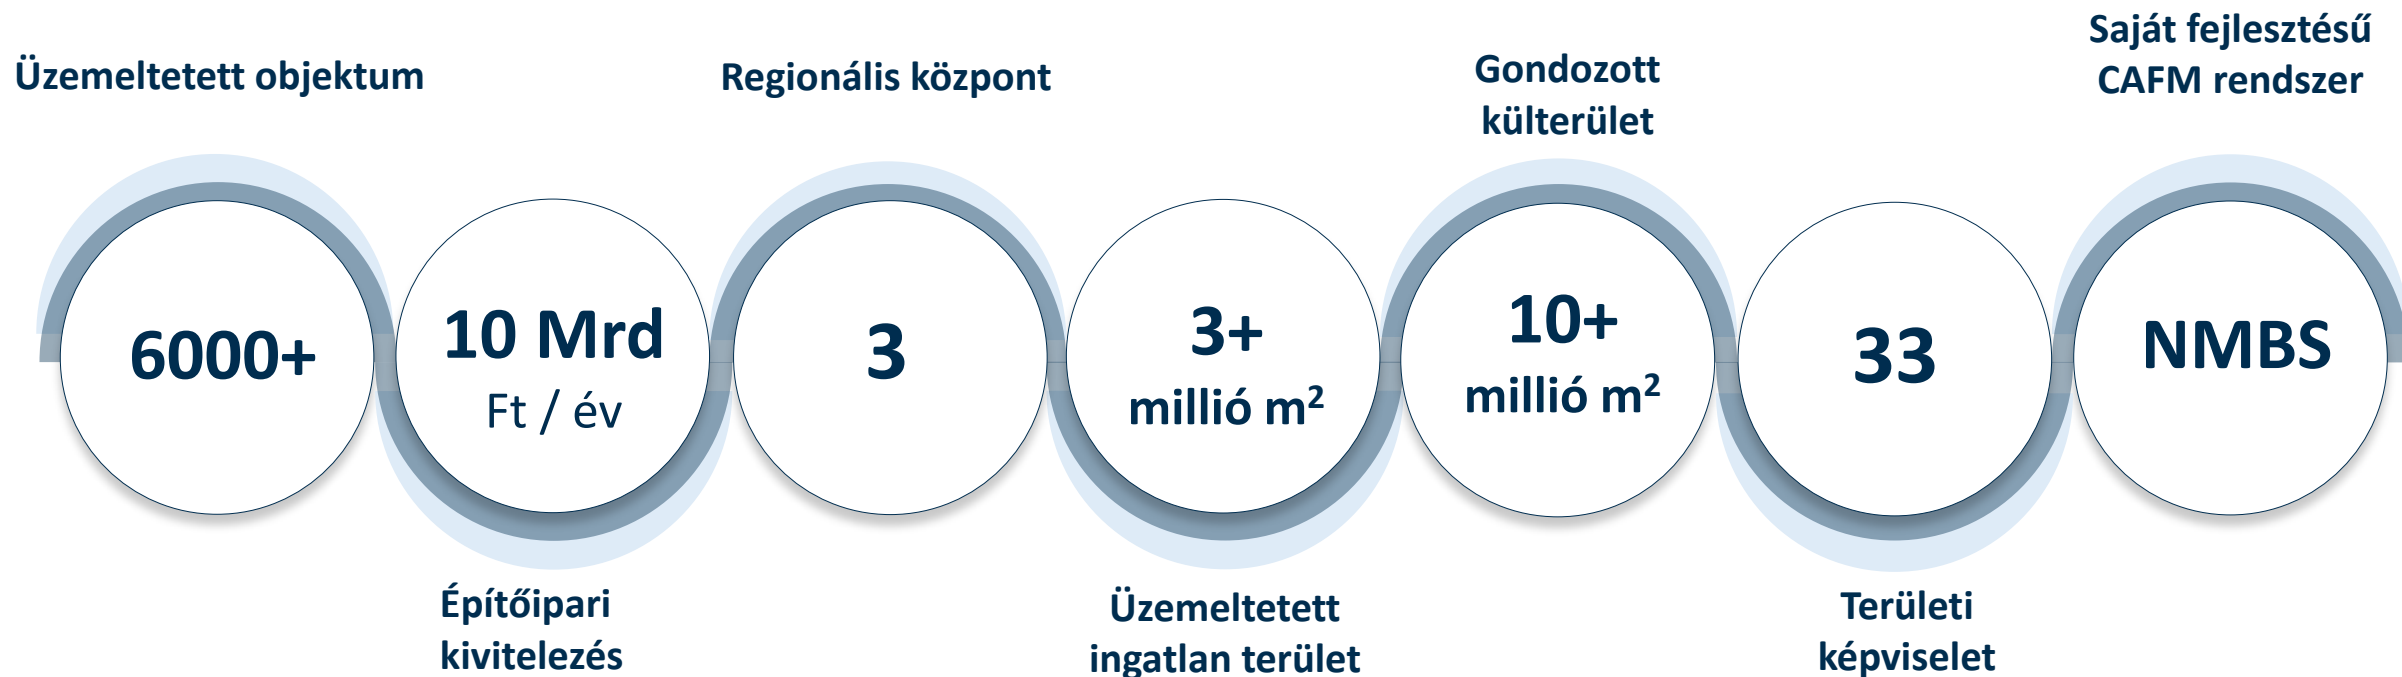 Üzemeltetett objektum
6000+
10 Mrd
Ft / év
Építőipari
kivitelezés
Regionális központ
3
3+
millió m²
Üzemeltetett
ingatlan terület
Gondozott
külterület
10+
millió m²
33
Területi
képviselet
Saját fejlesztésű
CAFM rendszer
NMBS